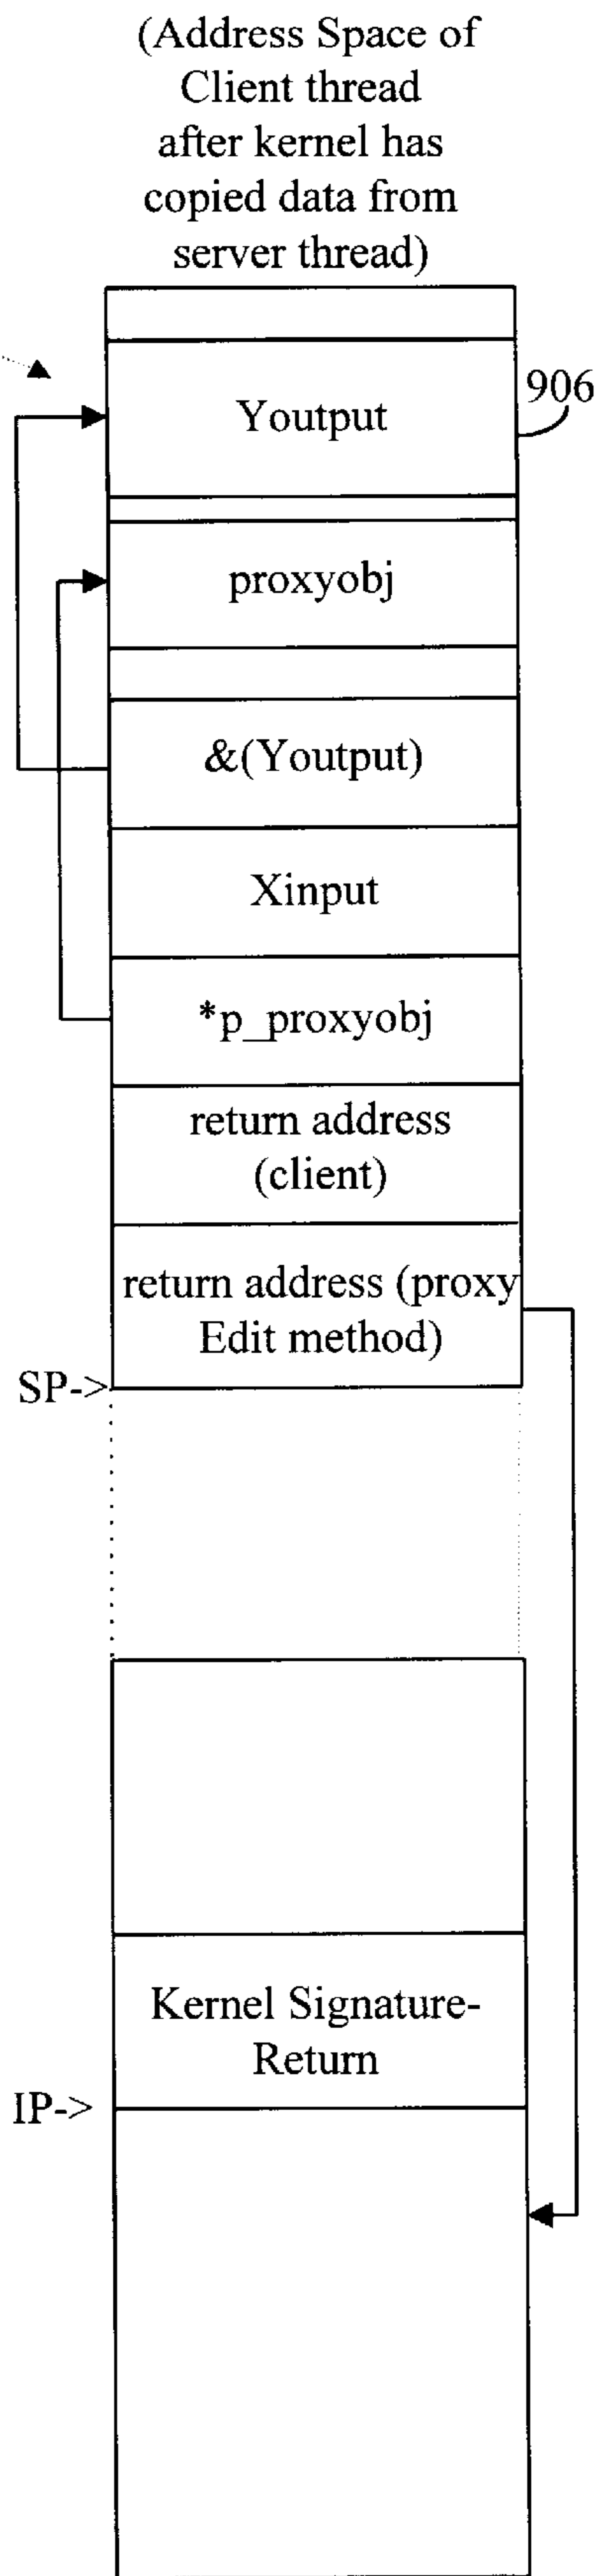 (Address Space of
Client thread
after kernel has
copied data from
server thread)
906
Youtput
proxyobj
&(Youtput)
Xinput
*p_proxyobj
return address
(client)
return address (proxy
Edit method)
SP->
Kernel Signature-
Return
IP->